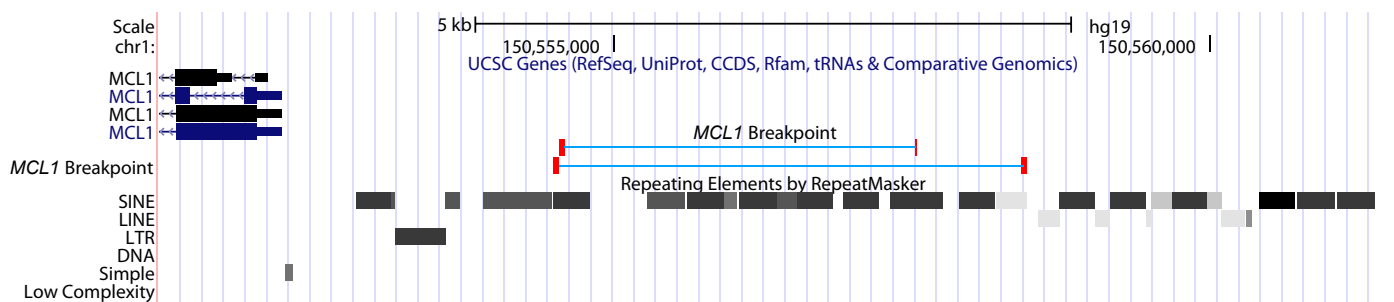 Scale 5 kb hg19
chr1: 150,555,000 150,560,000
UCSC Genes (RefSeq, UniProt, CCDS, Rfam, tRNAs & Comparative Genomics)
MCL1
MCL1
MCL1
MCL1
MCL1 Breakpoint
MCL1 Breakpoint
Repeating Elements by RepeatMasker
SINE
LINE
LTR
DNA
Simple
Low Complexity